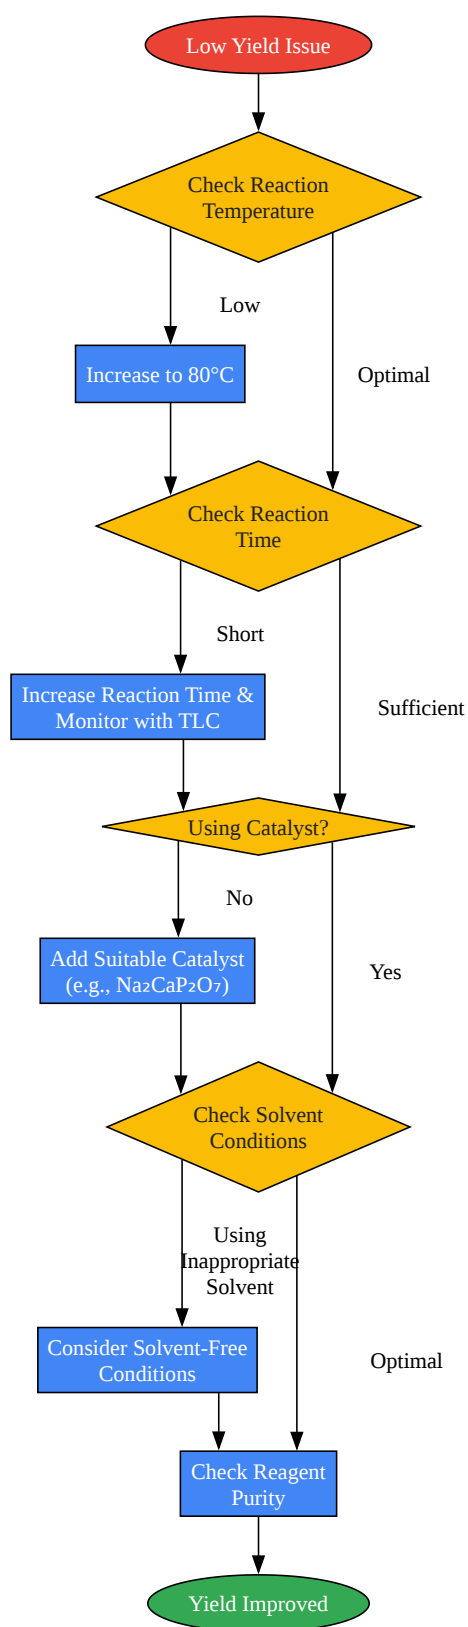 Low Yield Issue
Check Reaction
Temperature
Low
Increase to 80°C
Optimal
Check Reaction
Time
Short
Increase Reaction Time &
Monitor with TLC
Sufficient
Using Catalyst?
No
Add Suitable Catalyst
(e.g., Na₂CaP₂O₇)
Yes
Check Solvent
Conditions
Using
Inappropriate
Solvent
Consider Solvent-Free
Conditions
Optimal
Check Reagent
Purity
Yield Improved